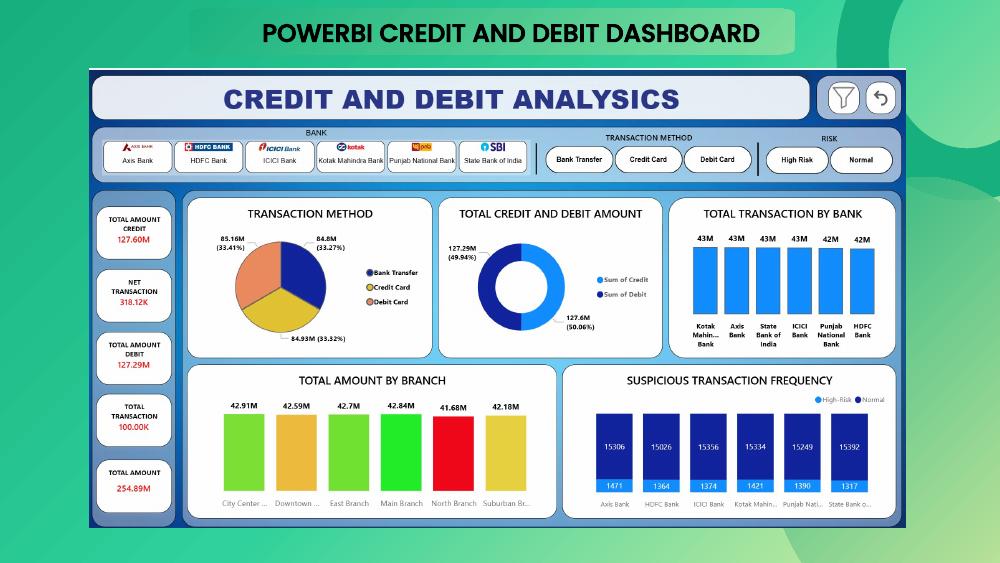 POWERBI CREDIT AND DEBIT DASHBOARD
CREDIT AND DEBIT ANALYSICS
BANK
TRANSACTION METHOD
RISK
AXIS BANK
HDFC BANK
ICICI Bank
kotak
pnb
SBI
Axis Bank
HDFC Bank
ICICI Bank
Kotak Mahindra Bank
Punjab National Bank
State Bank of India
Bank Transfer
Credit Card
Debit Card
High Risk
Normal
TOTAL AMOUNT
CREDIT
127.60M
NET
TRANSACTION
318.12K
TOTAL AMOUNT
DEBIT
127.29M
TOTAL
TRANSACTION
100.00K
TOTAL AMOUNT
254.89M
TRANSACTION METHOD
85.16M
(33.41%)
84.8M
(33.27%)
84.93M (33.32%)
Bank Transfer
Credit Card
Debit Card
TOTAL CREDIT AND DEBIT AMOUNT
127.29M
(49.94%)
127.6M
(50.06%)
Sum of Credit
Sum of Debit
TOTAL TRANSACTION BY BANK
43M 43M 43M 43M 42M 42M
Kotak
Mahin...
Bank
Axis
Bank
State
Bank of
India
ICICI
Bank
Punjab
National
Bank
HDFC
Bank
TOTAL AMOUNT BY BRANCH
42.91M 42.59M 42.7M 42.84M 41.68M 42.18M
City Center ... Downtown ... East Branch Main Branch North Branch Suburban Br...
SUSPICIOUS TRANSACTION FREQUENCY
High-Risk Normal
15306 15026 15356 15334 15249 15392
1471 1364 1374 1421 1390 1317
Axis Bank HDFC Bank ICICI Bank Kotak Mahin... Punjab Nati... State Bank o...